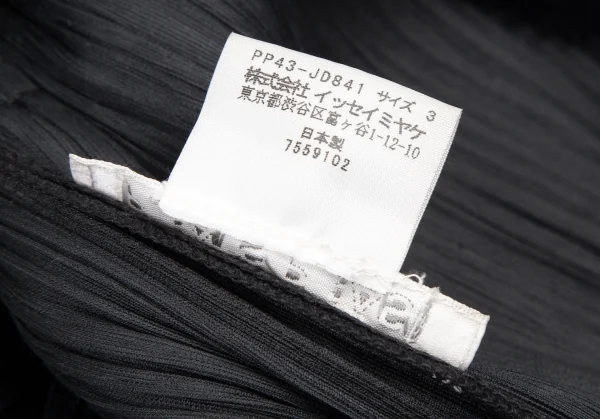 PP43-JD841 サイズ 3
株式会社 イッセイミヤケ
東京都渋谷区富ヶ谷1-12-10
日本製
7559102